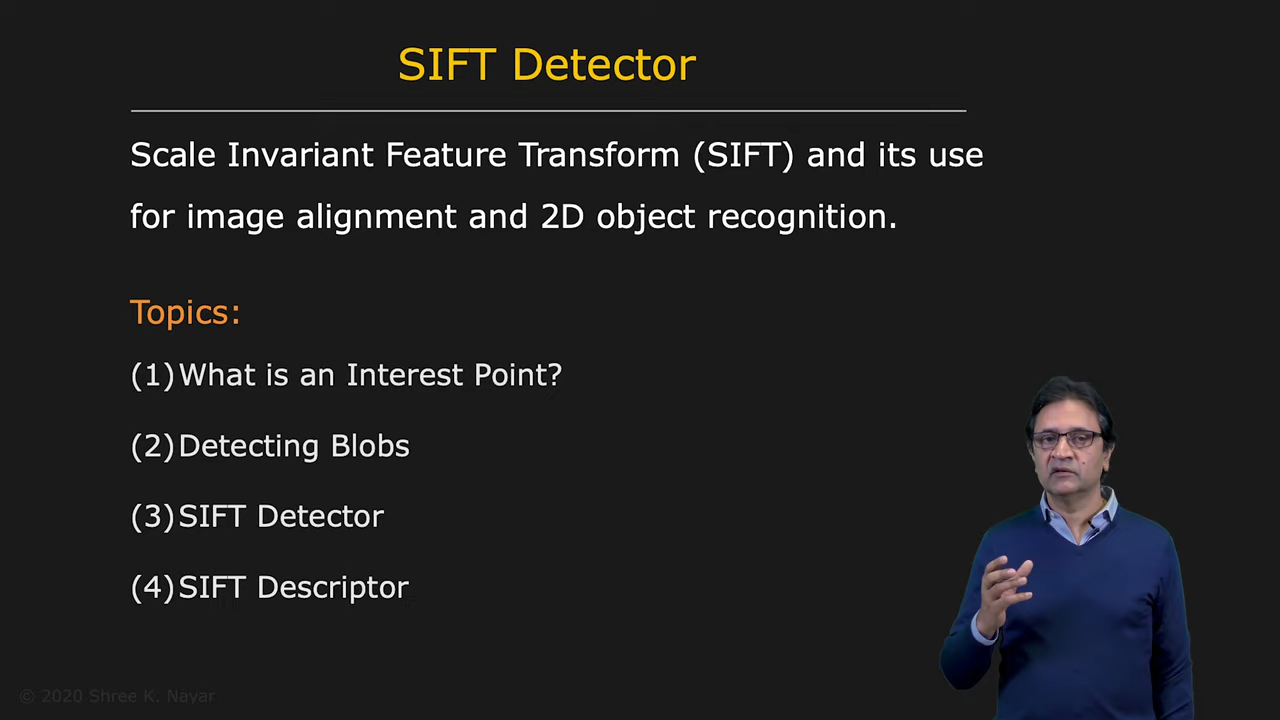 SIFT Detector
Scale Invariant Feature Transform (SIFT) and its use
for image alignment and 2D object recognition.
Topics:
(1) What is an Interest Point?
(2) Detecting Blobs
(3) SIFT Detector
(4) SIFT Descriptor
© 2020 Shree K. Nayar